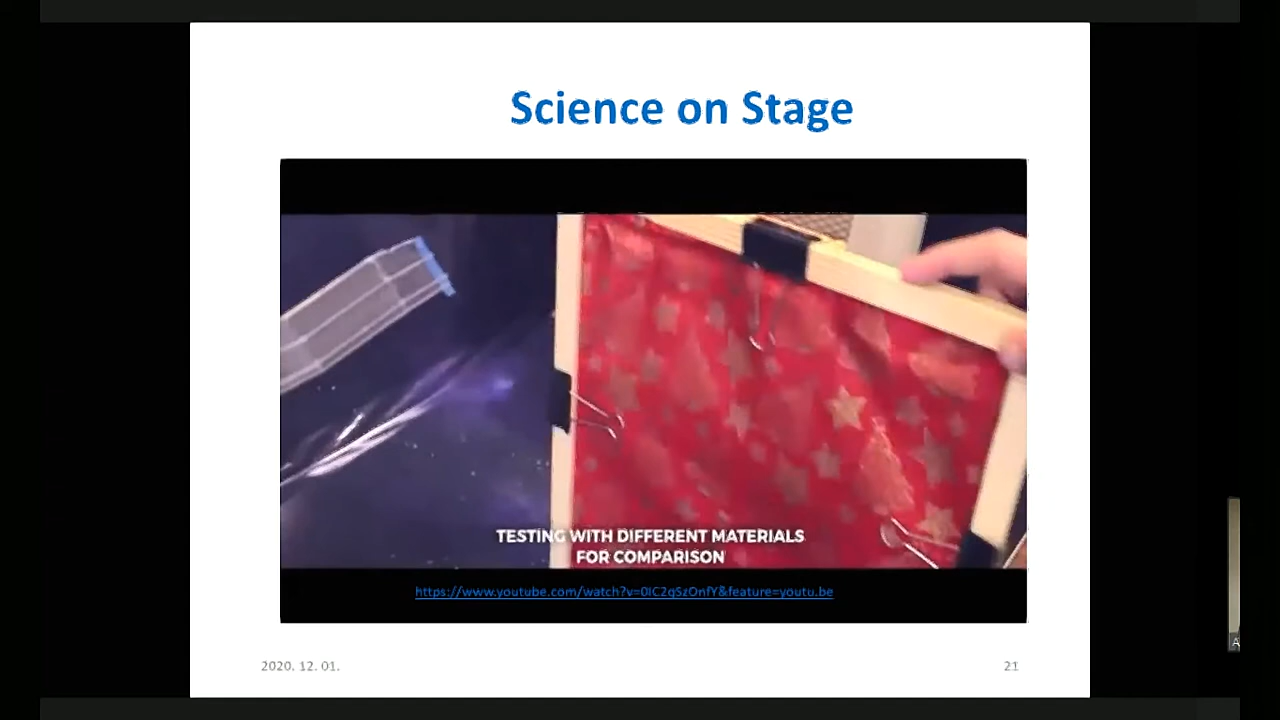 Science on Stage
TESTING WITH DIFFERENT MATERIALS
FOR COMPARISON
https://www.youtube.com/watch?v=0IC2qSzOnfY&feature=youtu.be
2020. 12. 01.
21
A